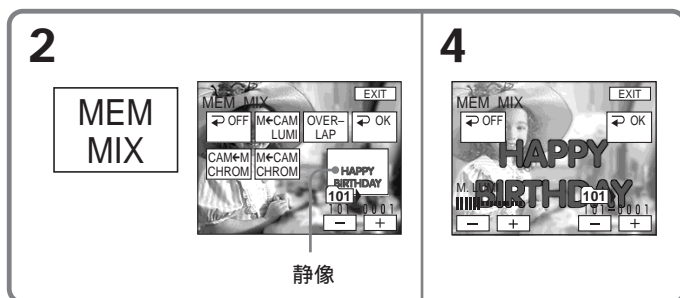 2
MEM
MIX
MEM MIX
EXIT
OFF
M←CAM
LUMI
OVER–
LAP
OK
CAM←M
CHROM
M←CAM
CHROM
HAPPY
BIRTHDAY
101
101–0001
– +
静像
4
MEM MIX
EXIT
OFF
OK
HAPPY
BIRTHDAY
M. LUMI
101
101–0001
– +
– +